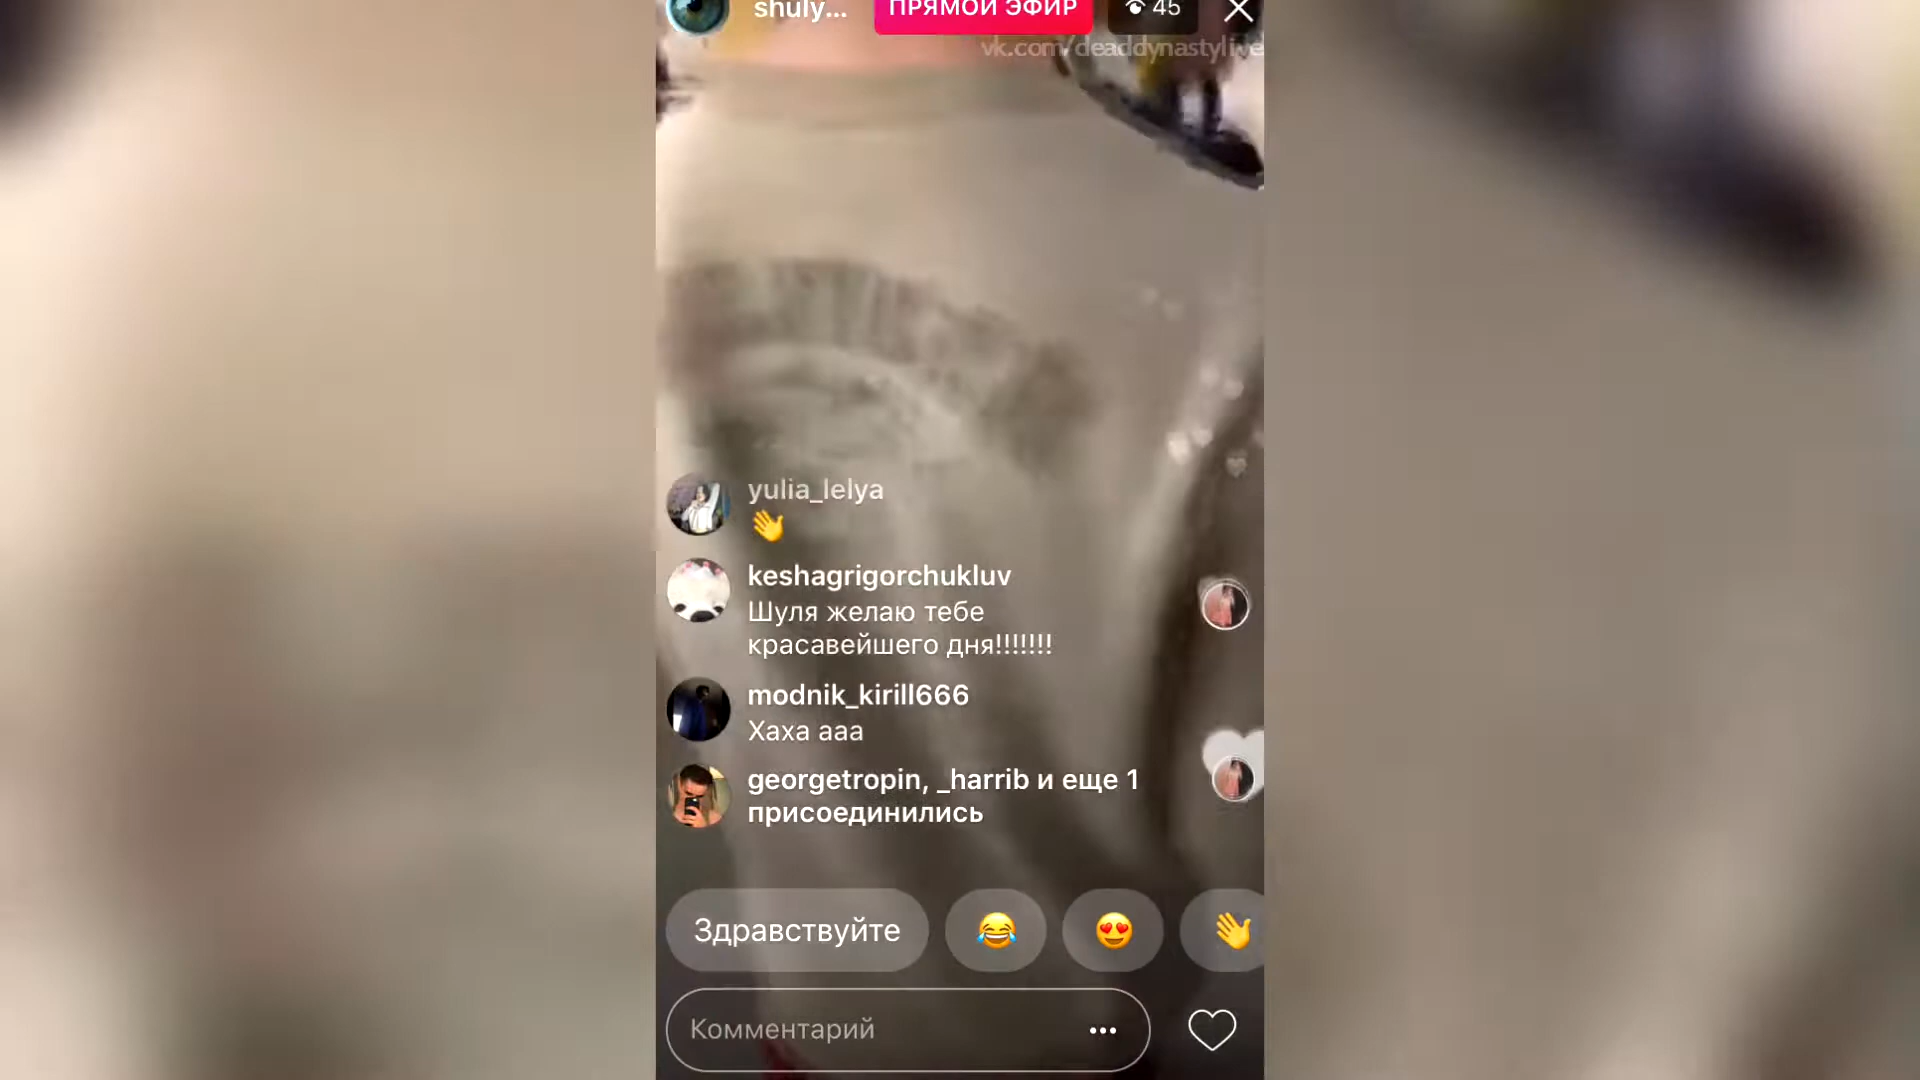 shuly...
ПРЯМОЙ ЭФИР
45
vk.com/deaddynastylive
yulia_lelya
👋
keshagrigorchukluv
Шуля желаю тебе
красавейшего дня!!!!!!!
modnik_kirill666
Хаха ааа
georgetropin, _harrib и еще 1
присоединились
Здравствуйте 😂 😍 👋
Комментарий